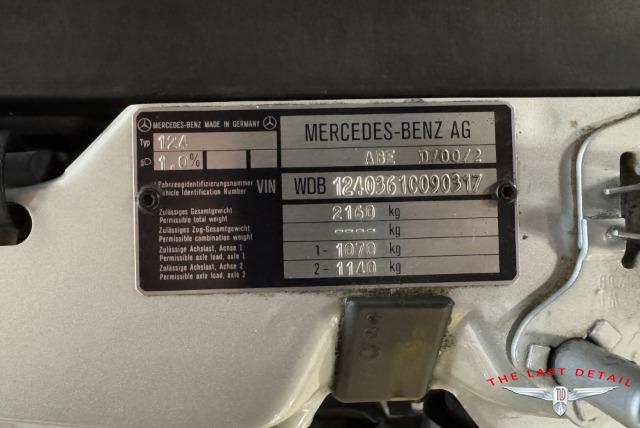 MERCEDES-BENZ MADE IN GERMANY
Typ 124
1.0%
MERCEDES-BENZ AG
ABE D700/2
Fahrzeugidentifizierungsnummer
Vehicle Identification Number VIN WDB 12403610090317
Zulässiges Gesamtgewicht
Permissible total weight 2160 kg
Zulässiges Zug-Gesamtgewicht
Permissible combination weight ---- kg
Zulässige Achslast, Achse 1
Permissible axle load, axle 1 1- 1070 kg
Zulässige Achslast, Achse 2
Permissible axle load, axle 2 2- 1140 kg
THE LAST DETAIL
TLD